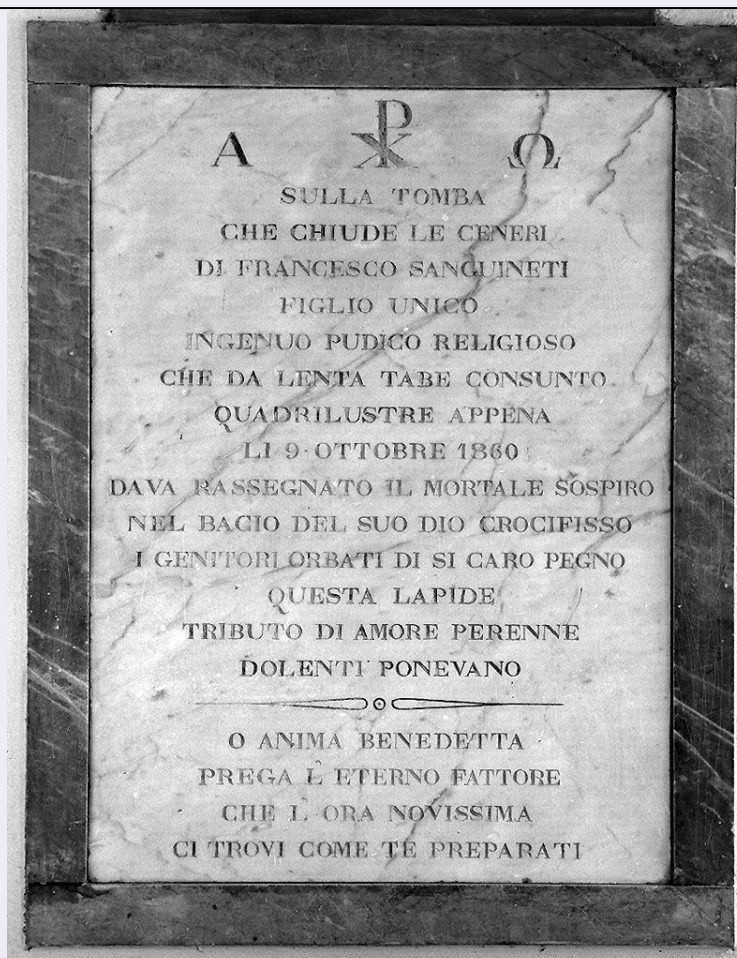 Α ☧ Ω
SULLA TOMBA
CHE CHIUDE LE CENERI
DI FRANCESCO SANGUINETI
FIGLIO UNICO
INGENUO PUDICO RELIGIOSO
CHE DA LENTA TABE CONSUNTO
QUADRILUSTRE APPENA
LI 9 OTTOBRE 1860
DAVA RASSEGNATO IL MORTALE SOSPIRO
NEL BACIO DEL SUO DIO CROCIFISSO
I GENITORI ORBATI DI SI CARO PEGNO
QUESTA LAPIDE
TRIBUTO DI AMORE PERENNE
DOLENTI PONEVANO
O ANIMA BENEDETTA
PREGA L ETERNO FATTORE
CHE L ORA NOVISSIMA
CI TROVI COME TE PREPARATI